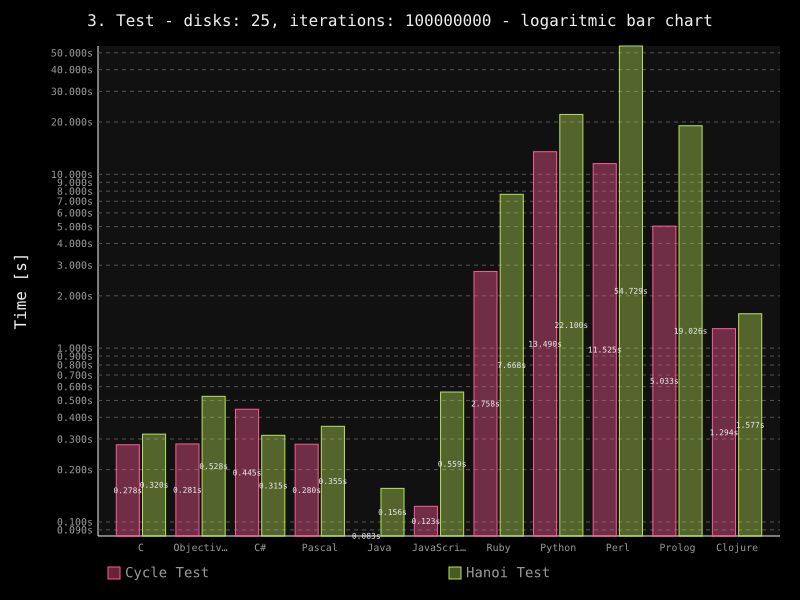 3. Test - disks: 25, iterations: 100000000 - logaritmic bar chart
Time [s]
50.000s
40.000s
30.000s
20.000s
10.000s
9.000s
8.000s
7.000s
6.000s
5.000s
4.000s
3.000s
2.000s
1.000s
0.900s
0.800s
0.700s
0.600s
0.500s
0.400s
0.300s
0.200s
0.100s
0.090s
0.278s
0.320s
0.281s
0.528s
0.445s
0.315s
0.280s
0.355s
0.083s
0.156s
0.123s
0.559s
2.758s
7.668s
13.490s
22.100s
11.525s
54.729s
5.033s
19.026s
1.294s
1.577s
C
Objectiv…
C#
Pascal
Java
JavaScri…
Ruby
Python
Perl
Prolog
Clojure
Cycle Test
Hanoi Test